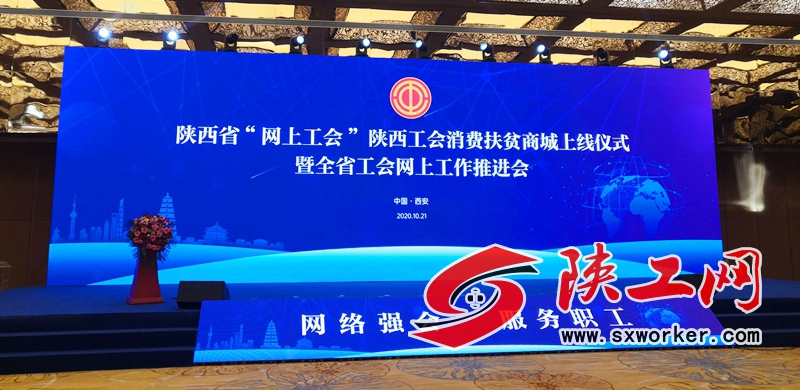 陕西省“网上工会”陕西工会消费扶贫商城上线仪式
暨全省工会网上工作推进会
中国·西安
2020.10.21
网络强会 服务职工
陕工网
www.sxworker.com